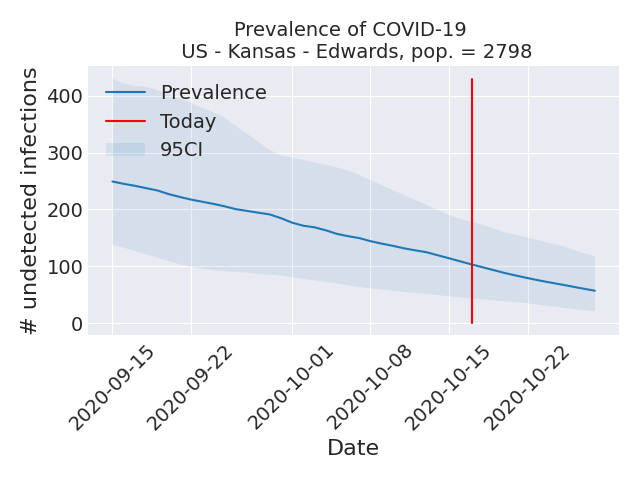 Prevalence of COVID-19
US - Kansas - Edwards, pop. = 2798
# undetected infections
400
300
200
100
0
Prevalence
Today
95CI
2020-09-15
2020-09-22
2020-10-01
2020-10-08
2020-10-15
2020-10-22
Date